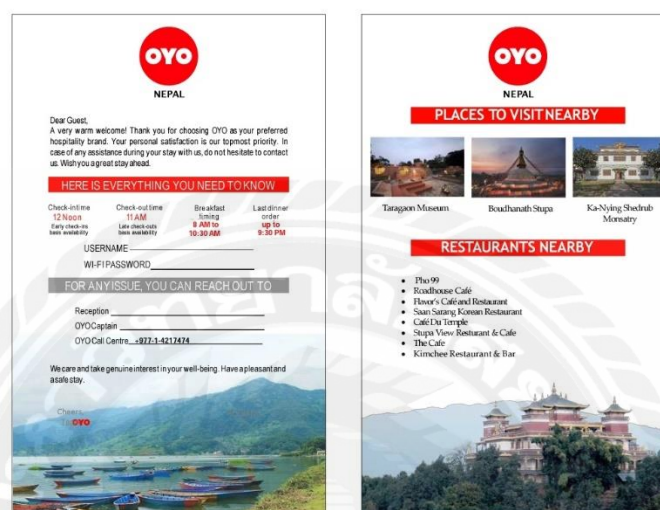 OYO
NEPAL
Dear Guest,
A very warm welcome! Thank you for choosing OYO as your preferred
hospitality brand. Your personal satisfaction is our topmost priority. In
case of any assistance during your stay with us, do not hesitate to contact
us. Wish you a great stay ahead.
HERE IS EVERYTHING YOU NEED TO KNOW
Check-in time
12 Noon
Early check-ins
basis availability
Check-out time
11 AM
Late check-outs
basis availability
Breakfast
timing
8 AM to
10:30 AM
Last dinner
order
up to
9:30 PM
USERNAME
WI-FI PASSWORD
FOR ANY ISSUE, YOU CAN REACH OUT TO
Reception
OYO Captain
OYO Call Centre +977-1-4217474
We care and take genuine interest in your well-being. Have a pleasant and
a safe stay.
Cheers
OYO
OYO
NEPAL
PLACES TO VISIT NEARBY
Taragaon Museum
Boudhanath Stupa
Ka-Nying Shedrub
Monsatry
RESTAURANTS NEARBY
• Pho 99
• Roadhouse Café
• Flavor's Café and Restaurant
• Saan Sarang Korean Restaurant
• Café Du Temple
• Stupa View Resturant & Cafe
• The Cafe
• Kimchee Restaurant & Bar